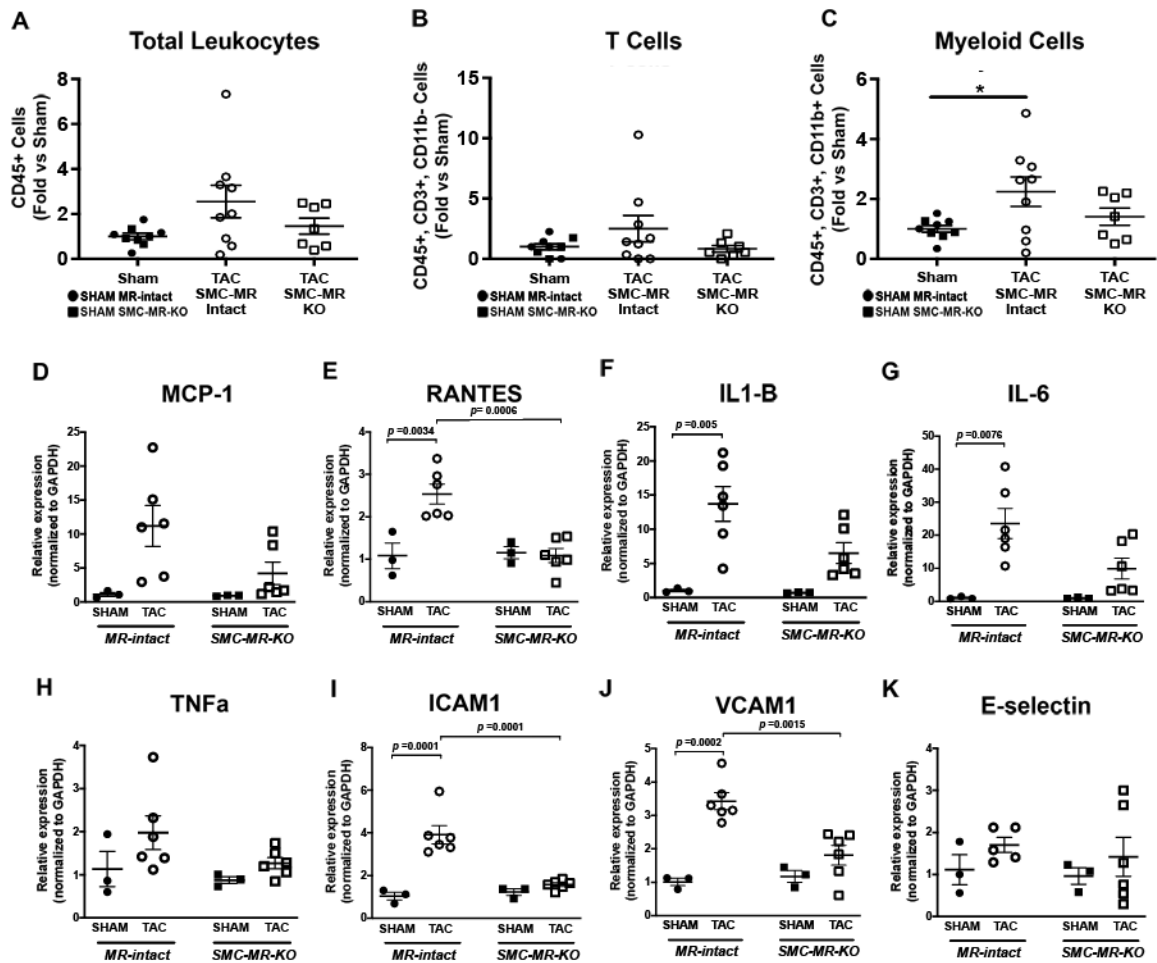 A
Total Leukocytes
CD45+ Cells
(Fold vs Sham)
8
6
4
2
0
Sham
TAC
SMC-MR
Intact
TAC
SMC-MR
KO
●SHAM MR-intact
■SHAM SMC-MR-KO
B
T Cells
CD45+, CD3+, CD11b- Cells
(Fold vs Sham)
15
10
5
0
Sham
TAC
SMC-MR
Intact
TAC
SMC-MR
KO
●SHAM MR-intact
■SHAM SMC-MR-KO
C
Myeloid Cells
CD45+, CD3+, CD11b+ Cells
(Fold vs Sham)
6
4
2
0
*
Sham
TAC
SMC-MR
Intact
TAC
SMC-MR
KO
●SHAM MR-intact
■SHAM SMC-MR-KO
D
MCP-1
Relative expression
(normalized to GAPDH)
25
20
15
10
5
0
SHAM TAC SHAM TAC
MR-intact SMC-MR-KO
E
RANTES
Relative expression
(normalized to GAPDH)
4
3
2
1
0
p =0.0034
p= 0.0006
SHAM TAC SHAM TAC
MR-intact SMC-MR-KO
F
IL1-B
Relative expression
(normalized to GAPDH)
25
20
15
10
5
0
p =0.005
SHAM TAC SHAM TAC
MR-intact SMC-MR-KO
G
IL-6
Relative expression
(normalized to GAPDH)
50
40
30
20
10
0
p =0.0076
SHAM TAC SHAM TAC
MR-intact SMC-MR-KO
H
TNFa
Relative expression
(normalized to GAPDH)
4
3
2
1
0
SHAM TAC SHAM TAC
MR-intact SMC-MR-KO
I
ICAM1
Relative expression
(normalized to GAPDH)
8
6
4
2
0
p =0.0001
p =0.0001
SHAM TAC SHAM TAC
MR-intact SMC-MR-KO
J
VCAM1
Relative expression
(normalized to GAPDH)
5
4
3
2
1
0
p =0.0002
p =0.0015
SHAM TAC SHAM TAC
MR-intact SMC-MR-KO
K
E-selectin
Relative expression
(normalized to GAPDH)
4
3
2
1
0
SHAM TAC SHAM TAC
MR-intact SMC-MR-KO